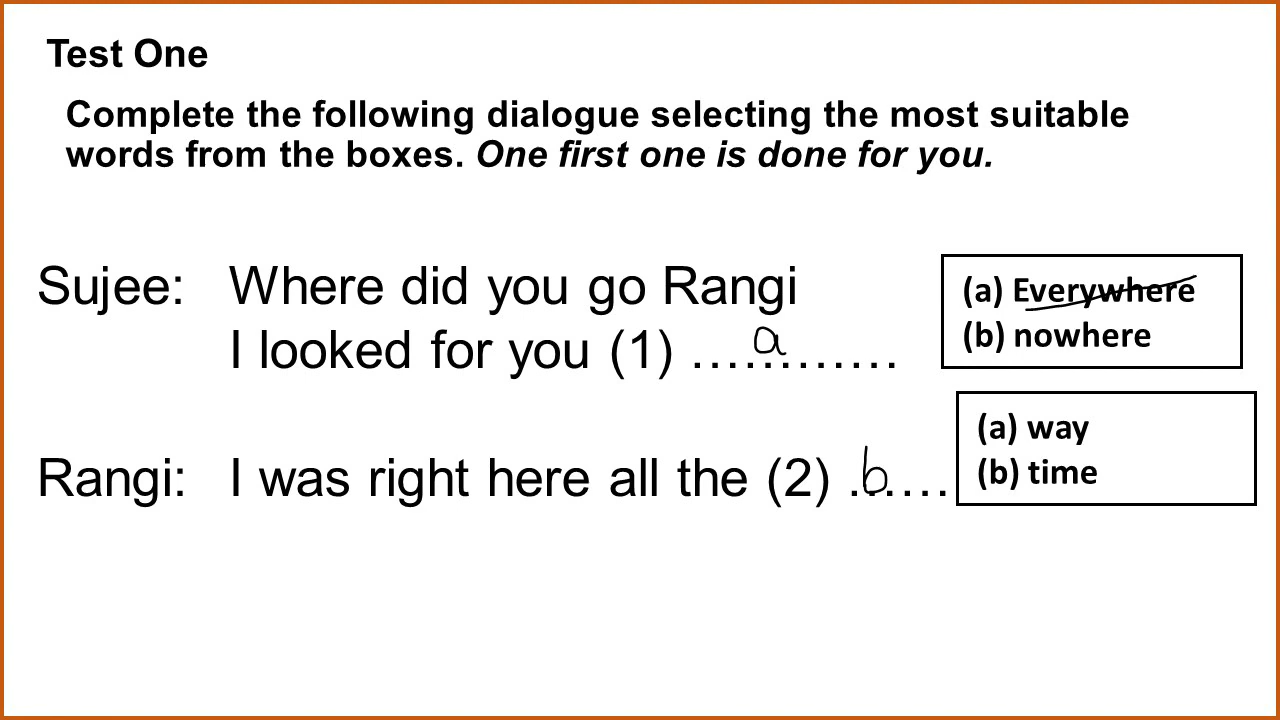 Test One
Complete the following dialogue selecting the most suitable
words from the boxes. One first one is done for you.
Sujee: Where did you go Rangi
I looked for you (1) ....a........
(a) Everywhere
(b) nowhere
Rangi: I was right here all the (2) .b....
(a) way
(b) time